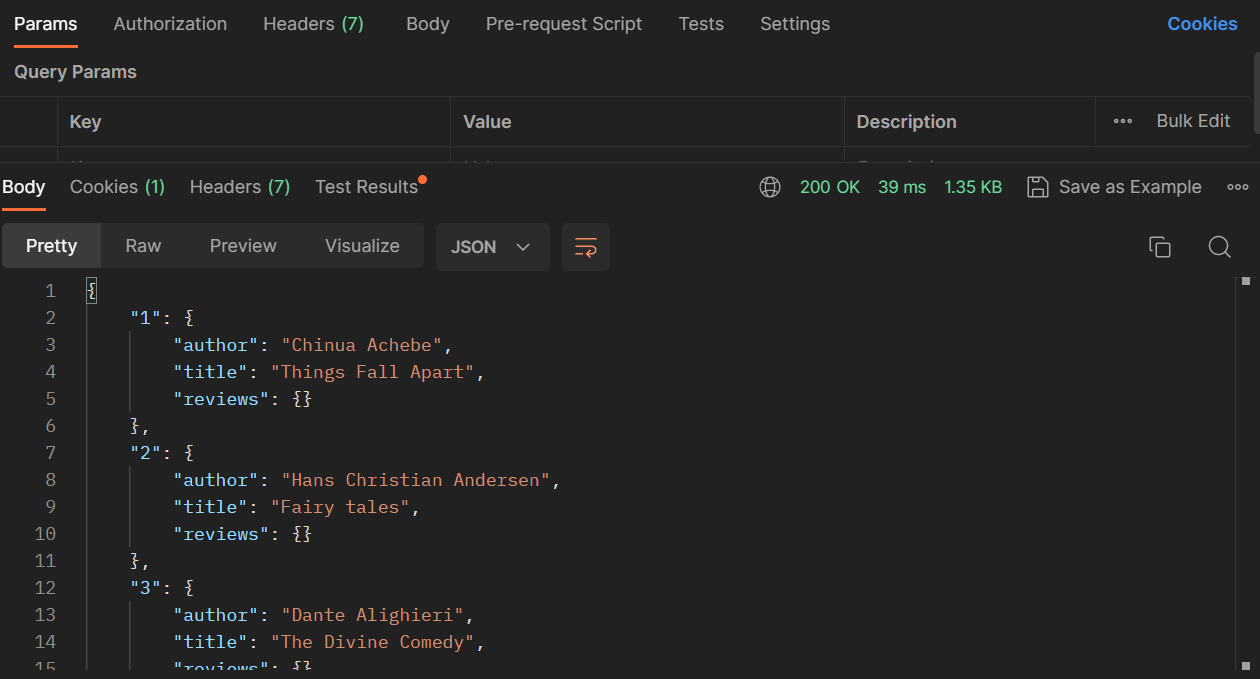 Params Authorization Headers (7) Body Pre-request Script Tests Settings Cookies
Query Params
Key Value Description ••• Bulk Edit
Body Cookies (1) Headers (7) Test Results 200 OK 39 ms 1.35 KB Save as Example
Pretty Raw Preview Visualize JSON
1 {
2 "1": {
3 "author": "Chinua Achebe",
4 "title": "Things Fall Apart",
5 "reviews": {}
6 },
7 "2": {
8 "author": "Hans Christian Andersen",
9 "title": "Fairy tales",
10 "reviews": {}
11 },
12 "3": {
13 "author": "Dante Alighieri",
14 "title": "The Divine Comedy",
15 "reviews": {}